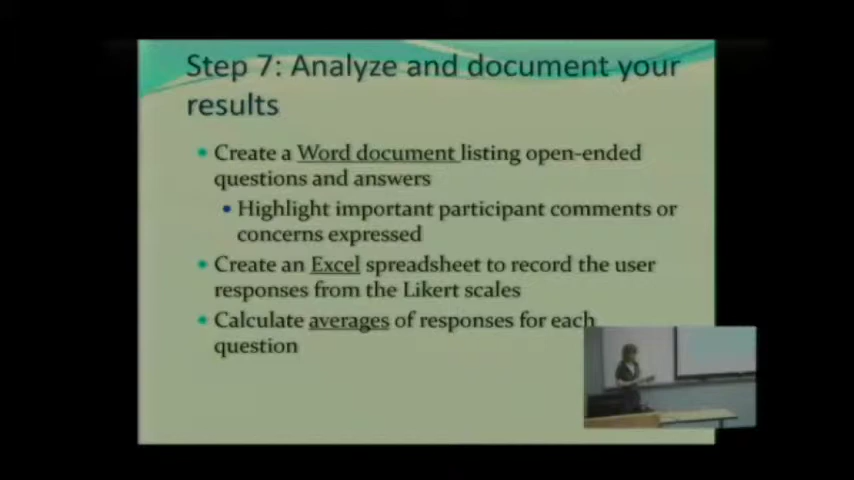 Step 7: Analyze and document your
results
Create a Word document listing open-ended
questions and answers
Highlight important participant comments or
concerns expressed
Create an Excel spreadsheet to record the user
responses from the Likert scales
Calculate averages of responses for each
question